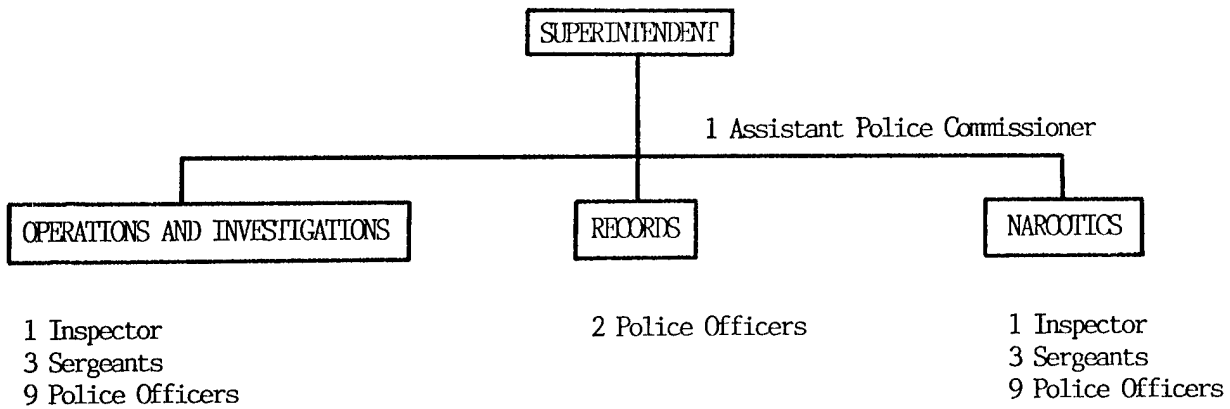 SUPERINTENDENT
1 Assistant Police Commissioner
OPERATIONS AND INVESTIGATIONS
RECORDS
NARCOTICS
1 Inspector
3 Sergeants
9 Police Officers
2 Police Officers
1 Inspector
3 Sergeants
9 Police Officers